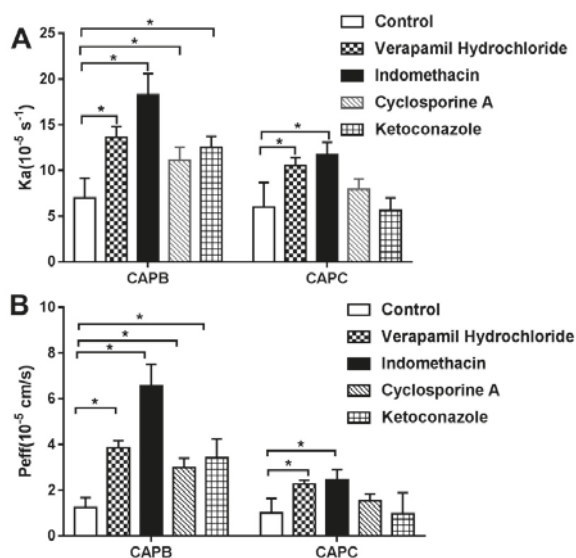 A
Ka(10⁻⁵ s⁻¹)
25
20
15
10
5
0
* * * * * *
CAPB
CAPC
Control
Verapamil Hydrochloride
Indomethacin
Cyclosporine A
Ketoconazole
B
Peff(10⁻⁵ cm/s)
10
8
6
4
2
0
* * * * * *
CAPB
CAPC
Control
Verapamil Hydrochloride
Indomethacin
Cyclosporine A
Ketoconazole